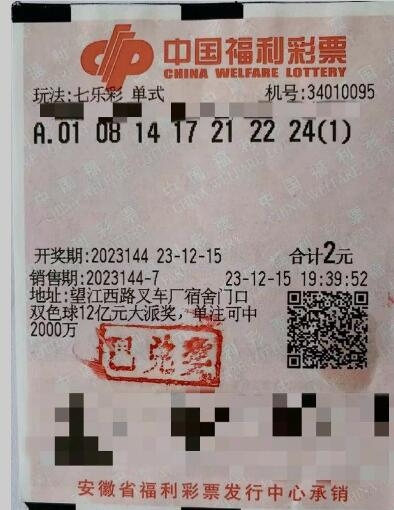 中国福利彩票
CHINA WELFARE LOTTERY
玩法:七乐彩 单式 机号:34010095
A.01 08 14 17 21 22 24(1)
开奖期:2023144 23-12-15 合计2元
销售期:2023144-7 23-12-15 19:39:52
地址:望江西路叉车厂宿舍门口
双色球12亿元大派奖，单注可中
2000万
已兑奖
安徽省福利彩票发行中心承销